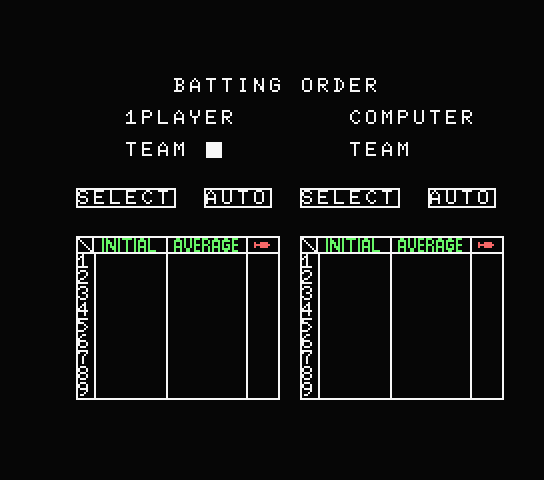 BATTING ORDER
1PLAYER COMPUTER
TEAM TEAM
SELECT AUTO SELECT AUTO
INITIAL AVERAGE INITIAL AVERAGE
1 1
2 2
3 3
4 4
5 5
6 6
7 7
8 8
9 9